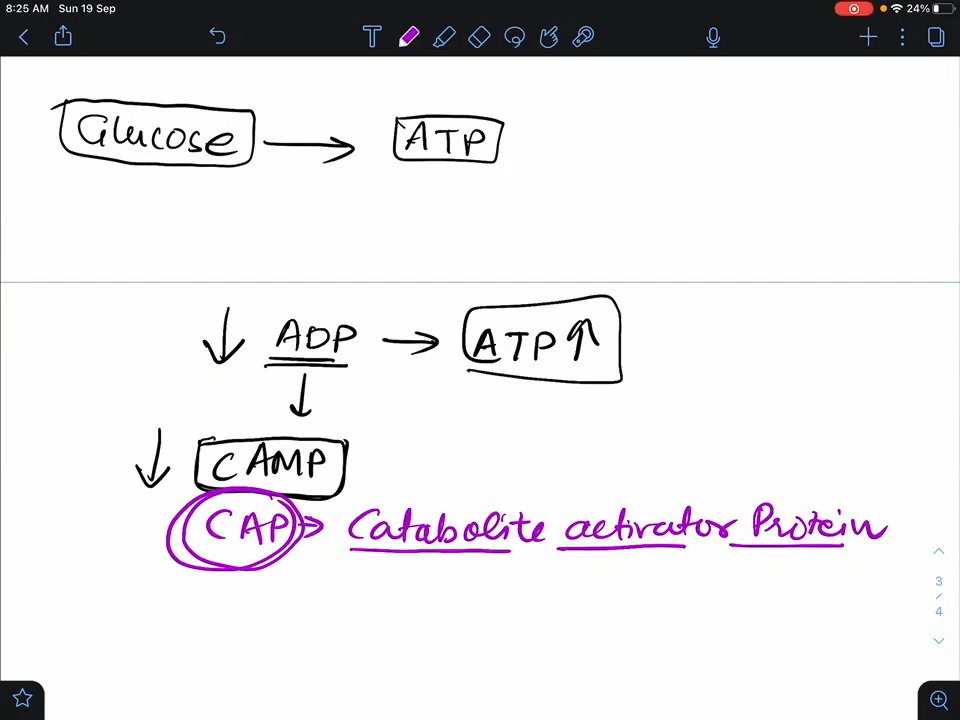 8:25 AM Sun 19 Sep 24%
Glucose → ATP
↓ ADP → ATP ↑
↓
↓ CAMP
CAP → Catabolite activator Protein
3
/
4